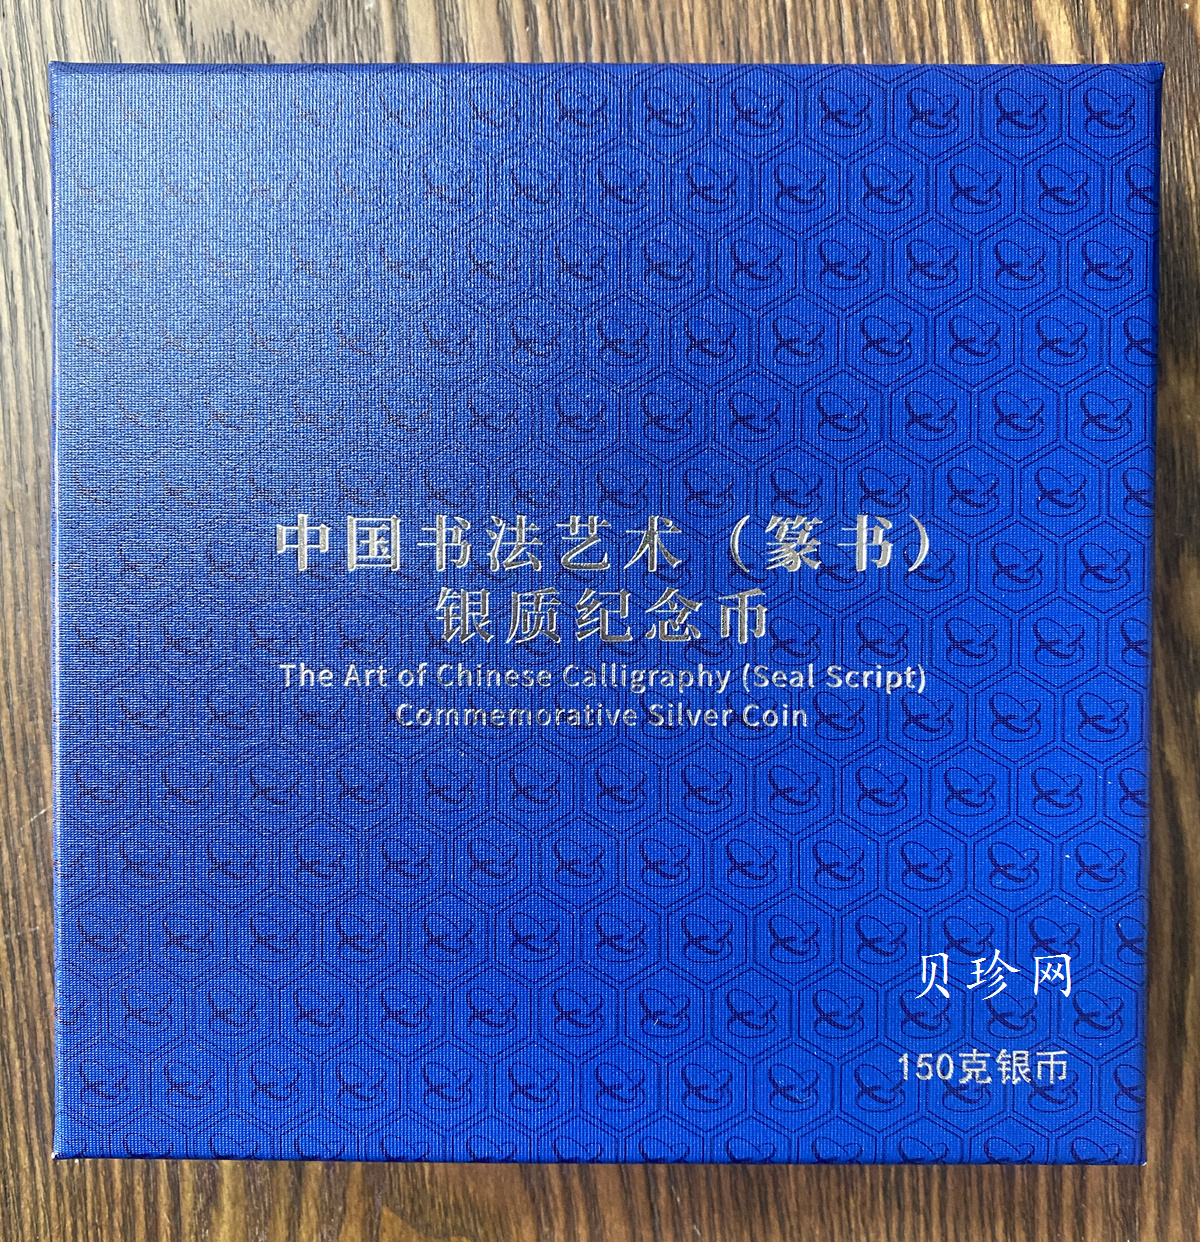 中国书法艺术（篆书）
银质纪念币
The Art of Chinese Calligraphy (Seal Script)
Commemorative Silver Coin
贝珍网
150克银币